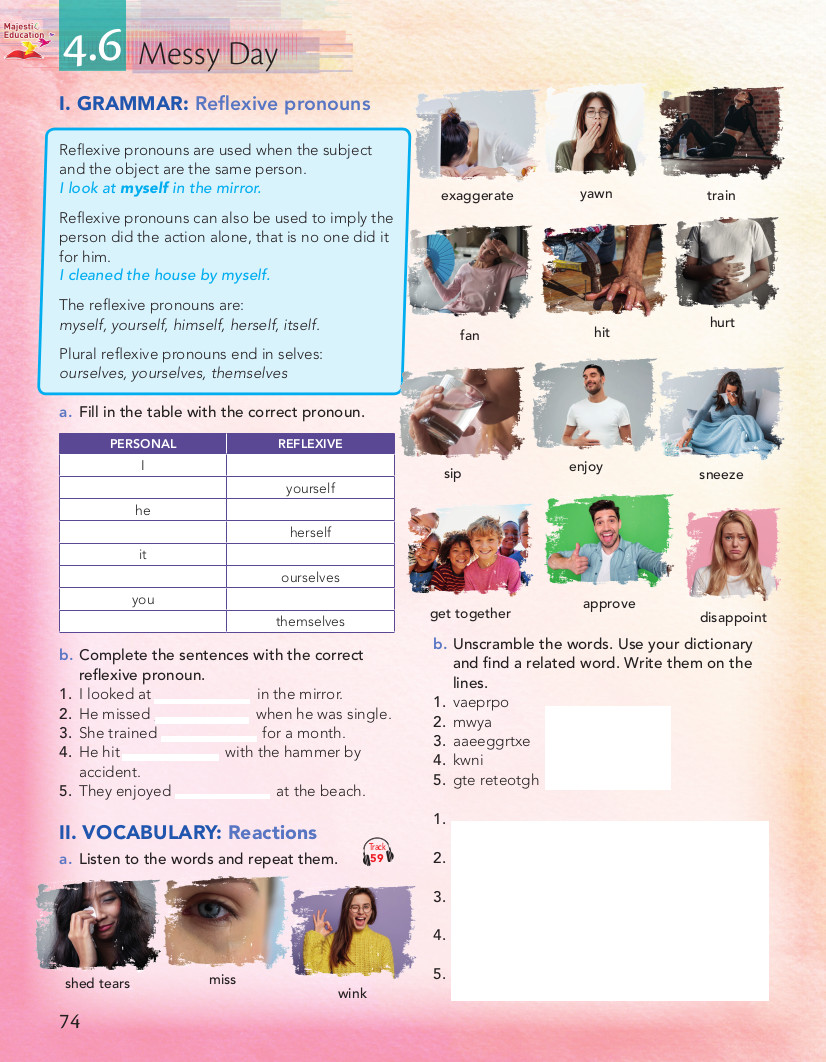 Majestic
Education ™
4.6 Messy Day
I. GRAMMAR: Reflexive pronouns
Reflexive pronouns are used when the subject
and the object are the same person.
I look at myself in the mirror.
Reflexive pronouns can also be used to imply the
person did the action alone, that is no one did it
for him.
I cleaned the house by myself.
The reflexive pronouns are:
myself, yourself, himself, herself, itself.
Plural reflexive pronouns end in selves:
ourselves, yourselves, themselves
a. Fill in the table with the correct pronoun.
PERSONAL REFLEXIVE
I
yourself
he
herself
it
ourselves
you
themselves
b. Complete the sentences with the correct
reflexive pronoun.
1. I looked at in the mirror.
2. He missed when he was single.
3. She trained for a month.
4. He hit with the hammer by
accident.
5. They enjoyed at the beach.
II. VOCABULARY: Reactions
a. Listen to the words and repeat them.
Track
59
shed tears
miss
wink
exaggerate
yawn
train
fan
hit
hurt
sip
enjoy
sneeze
get together
approve
disappoint
b. Unscramble the words. Use your dictionary
and find a related word. Write them on the
lines.
1. vaeprpo
2. mwya
3. aaeeggrtxe
4. kwni
5. gte reteotgh
1.
2.
3.
4.
5.
74